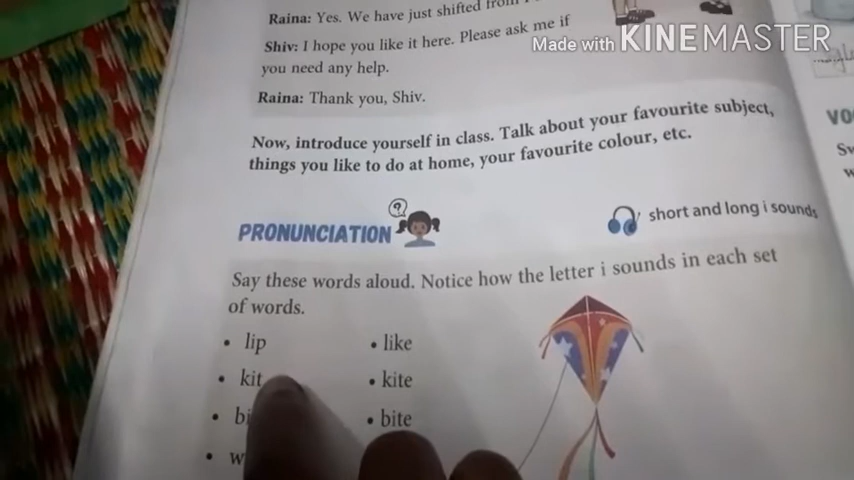 Raina: Yes. We have just shifted from
Shiv: I hope you like it here. Please ask me if
you need any help.
Raina: Thank you, Shiv.
Made with KINEMASTER
Now, introduce yourself in class. Talk about your favourite subject,
things you like to do at home, your favourite colour, etc.
?
PRONUNCIATION
short and long i sounds
Say these words aloud. Notice how the letter i sounds in each set
of words.
• lip
• like
• kit
• kite
• bite
VO